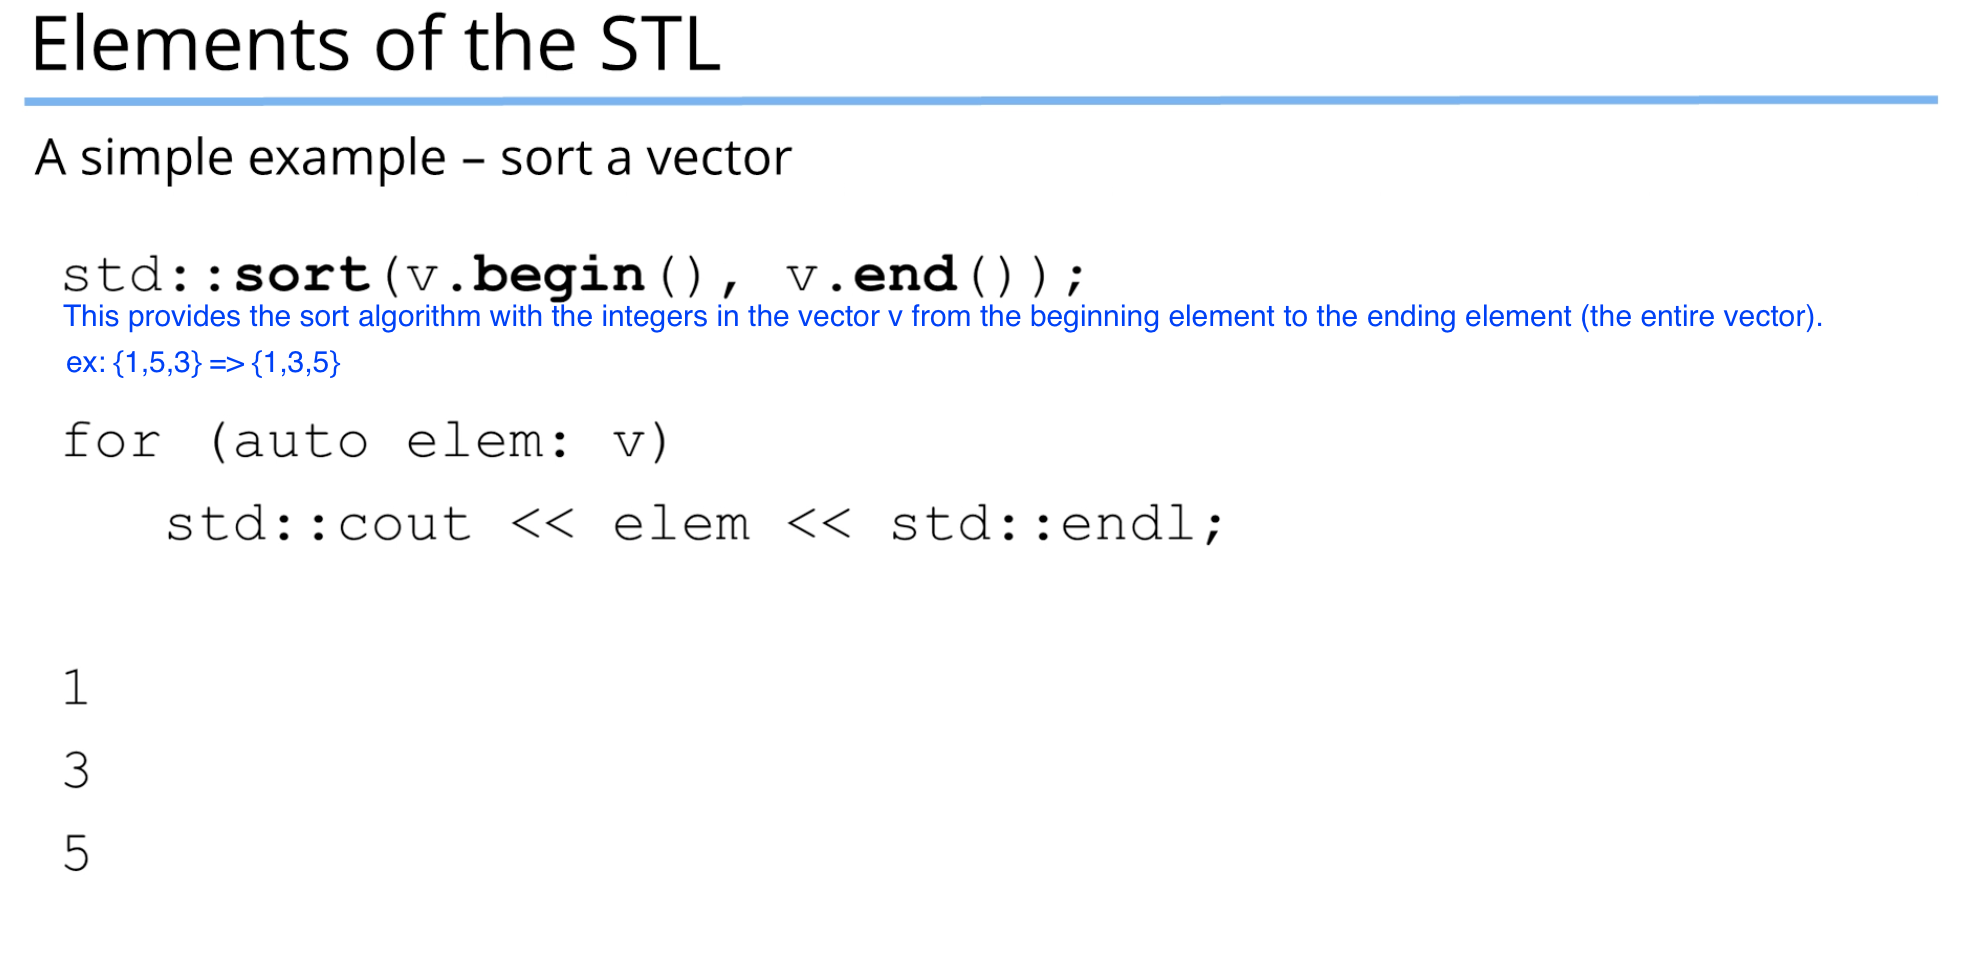 Elements of the STL
A simple example – sort a vector
std::sort(v.begin(), v.end());
This provides the sort algorithm with the integers in the vector v from the beginning element to the ending element (the entire vector).
ex: {1,5,3} => {1,3,5}
for (auto elem: v)
   std::cout << elem << std::endl;
1
3
5